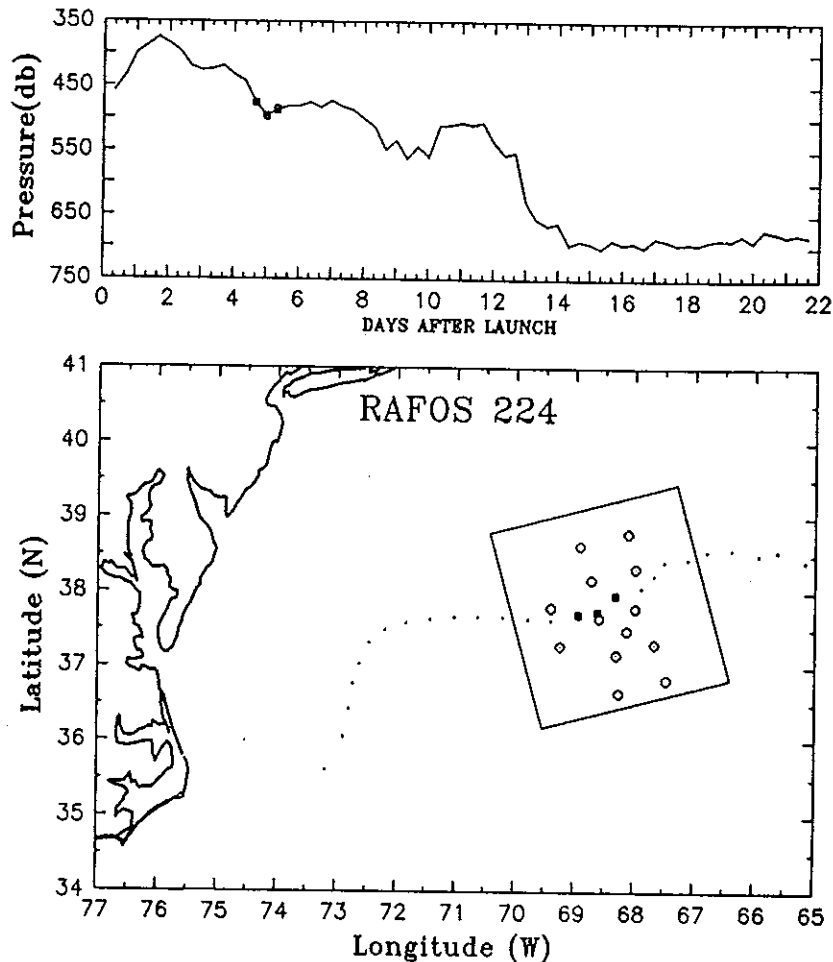 350
450
550
650
750
Pressure(db)
0 2 4 6 8 10 12 14 16 18 20 22
DAYS AFTER LAUNCH
RAFOS 224
41
40
39
38
37
36
35
34
Latitude (N)
77 76 75 74 73 72 71 70 69 68 67 66 65
Longitude (W)